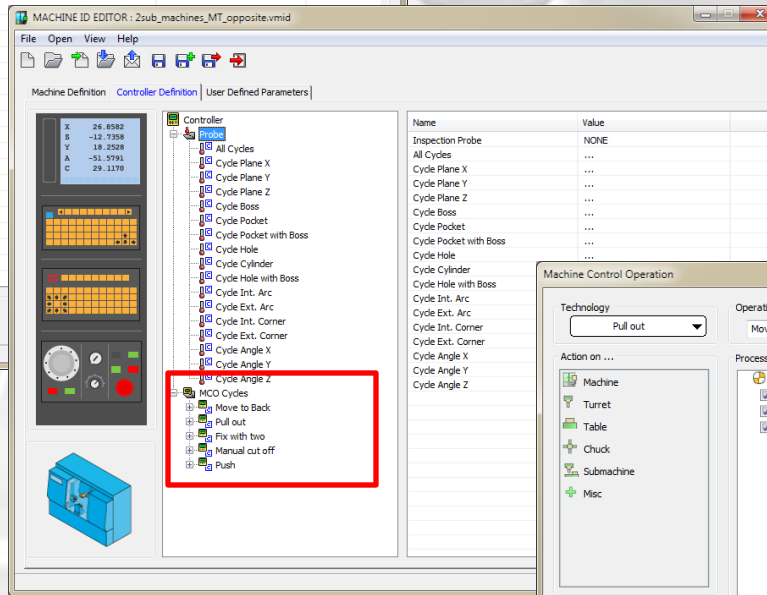 MACHINE ID EDITOR : 2sub_machines_MT_opposite.vmid
File Open View Help
Machine Definition Controller Definition User Defined Parameters
X 26.8582
S -12.7358
Y 18.2528
A -51.5791
C 29.1170
Controller
Probe
All Cycles
Cycle Plane X
Cycle Plane Y
Cycle Plane Z
Cycle Boss
Cycle Pocket
Cycle Pocket with Boss
Cycle Hole
Cycle Cylinder
Cycle Hole with Boss
Cycle Int. Arc
Cycle Ext. Arc
Cycle Int. Corner
Cycle Ext. Corner
Cycle Angle X
Cycle Angle Y
Cycle Angle Z
MCO Cycles
Move to Back
Pull out
Fix with two
Manual cut off
Push
Name Value
Inspection Probe NONE
All Cycles ...
Cycle Plane X ...
Cycle Plane Y ...
Cycle Plane Z ...
Cycle Boss ...
Cycle Pocket ...
Cycle Pocket with Boss ...
Cycle Hole ...
Cycle Cylinder
Cycle Hole with Boss
Cycle Int. Arc
Cycle Ext. Arc
Cycle Int. Corner
Cycle Ext. Corner
Cycle Angle X
Cycle Angle Y
Cycle Angle Z
Machine Control Operation
Technology
Pull out
Action on ...
Machine
Turret
Table
Chuck
Submachine
Misc
Operati
Mov
Process